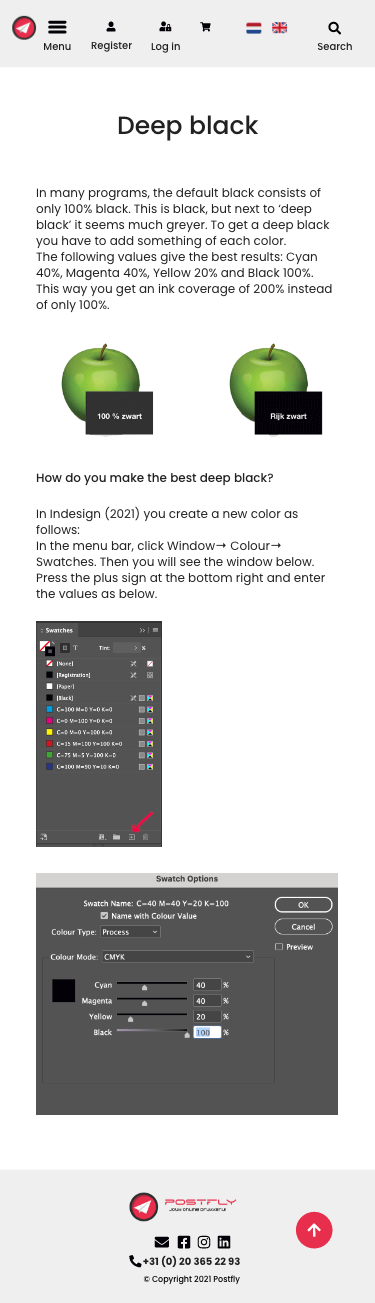 Menu
Register
Log in
Search
Deep black
In many programs, the default black consists of
only 100% black. This is black, but next to ‘deep
black’ it seems much greyer. To get a deep black
you have to add something of each color.
The following values give the best results: Cyan
40%, Magenta 40%, Yellow 20% and Black 100%.
This way you get an ink coverage of 200% instead
of only 100%.
100 % zwart
Rijk zwart
How do you make the best deep black?
In Indesign (2021) you create a new color as
follows:
In the menu bar, click Window→ Colour→
Swatches. Then you will see the window below.
Press the plus sign at the bottom right and enter
the values as below.
Swatches
T Tint: > %
[None]
[Registration]
[Paper]
[Black]
C=100 M=0 Y=0 K=0
C=0 M=100 Y=0 K=0
C=0 M=0 Y=100 K=0
C=15 M=100 Y=100 K=0
C=75 M=5 Y=100 K=0
C=100 M=90 Y=10 K=0
Swatch Options
Swatch Name: C=40 M=40 Y=20 K=100
Name with Colour Value
Colour Type: Process
Colour Mode: CMYK
OK
Cancel
Preview
Cyan 40 %
Magenta 40 %
Yellow 20 %
Black 100 %
POSTFLY
JOUW ONLINE DRUKKERIJ!
+31 (0) 20 365 22 93
© Copyright 2021 Postfly